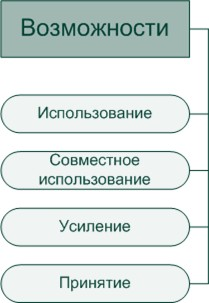 Возможности
Использование
Совместное
использование
Усиление
Принятие